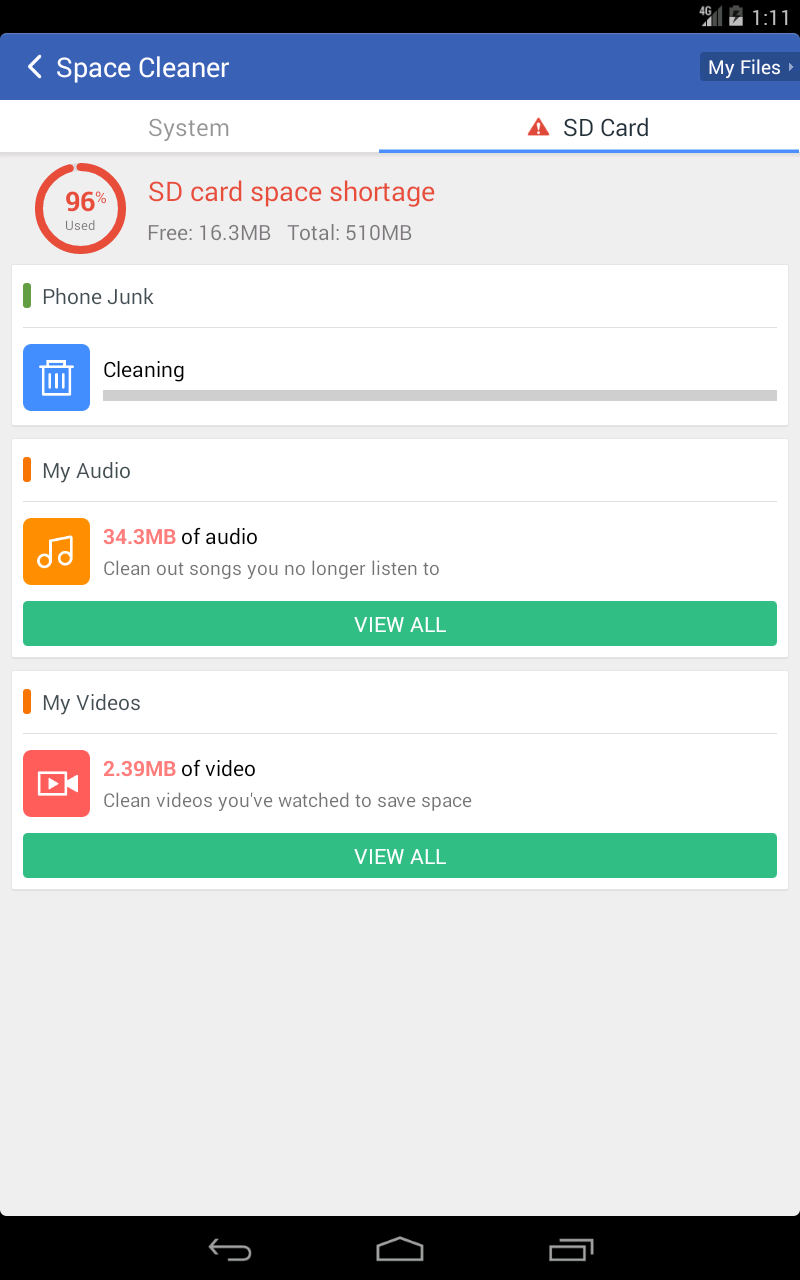 4G 1:11
Space Cleaner
My Files
System
SD Card
96%
Used
SD card space shortage
Free: 16.3MB Total: 510MB
Phone Junk
Cleaning
My Audio
34.3MB of audio
Clean out songs you no longer listen to
VIEW ALL
My Videos
2.39MB of video
Clean videos you've watched to save space
VIEW ALL